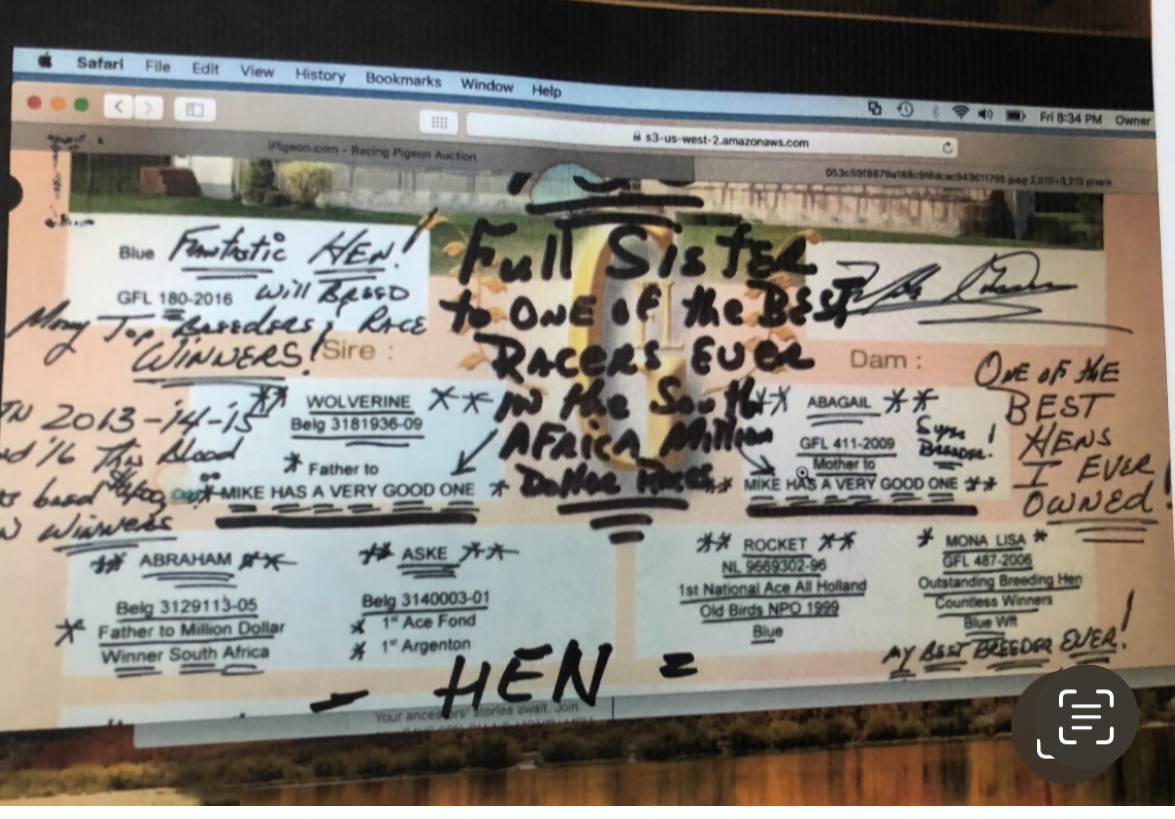 Safari File Edit View History Bookmarks Window Help
Fri 8:34 PM Owner
s3-us-west-2.amazonaws.com
iPigeon.com - Racing Pigeon Auction
Blue Fantastic HEN!
GFL 180-2016 Will BREED
Many Top Breeders & RACE
WINNERS!
Full Sister
to ONE of the BEST
RACERS EVER
in the South
AFRICA Million
Dollar Races
Sire :
Dam :
IN 2013-14-15
'16 This blood
WINNERS
** WOLVERINE **
Belg 3181936-09
* Father to
* MIKE HAS A VERY GOOD ONE *
** ABAGAIL **
GFL 411-2009
Mother to
** MIKE HAS A VERY GOOD ONE **
Super
Breeder!
ONE OF THE
BEST
HENS
I EVER
OWNED!
** ABRAHAM **
Belg 3129113-05
* Father to Million Dollar
Winner South Africa
** ASKE **
Belg 3140003-01
* 1st Ace Fond
* 1st Argenton
** ROCKET **
NL 9669302-96
1st National Ace All Holland
Old Birds NPO 1999
Blue
* MONA LISA *
GFL 487-2006
Outstanding Breeding Hen
Countless Winners
Blue Wft
MY BEST BREEDER EVER!
- HEN =
Your ancestors' stories await. Join